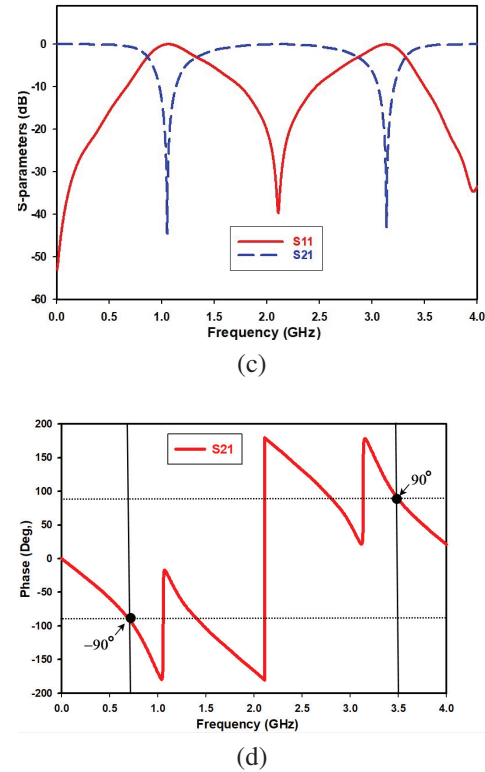 0
-10
-20
-30
-40
-50
-60
S-parameters (dB)
S11
S21
0.0 0.5 1.0 1.5 2.0 2.5 3.0 3.5 4.0
Frequency (GHz)
(c)
200
150
100
50
0
-50
-100
-150
-200
Phase (Deg,)
S21
90°
−90°
0.0 0.5 1.0 1.5 2.0 2.5 3.0 3.5 4.0
Frequency (GHz)
(d)